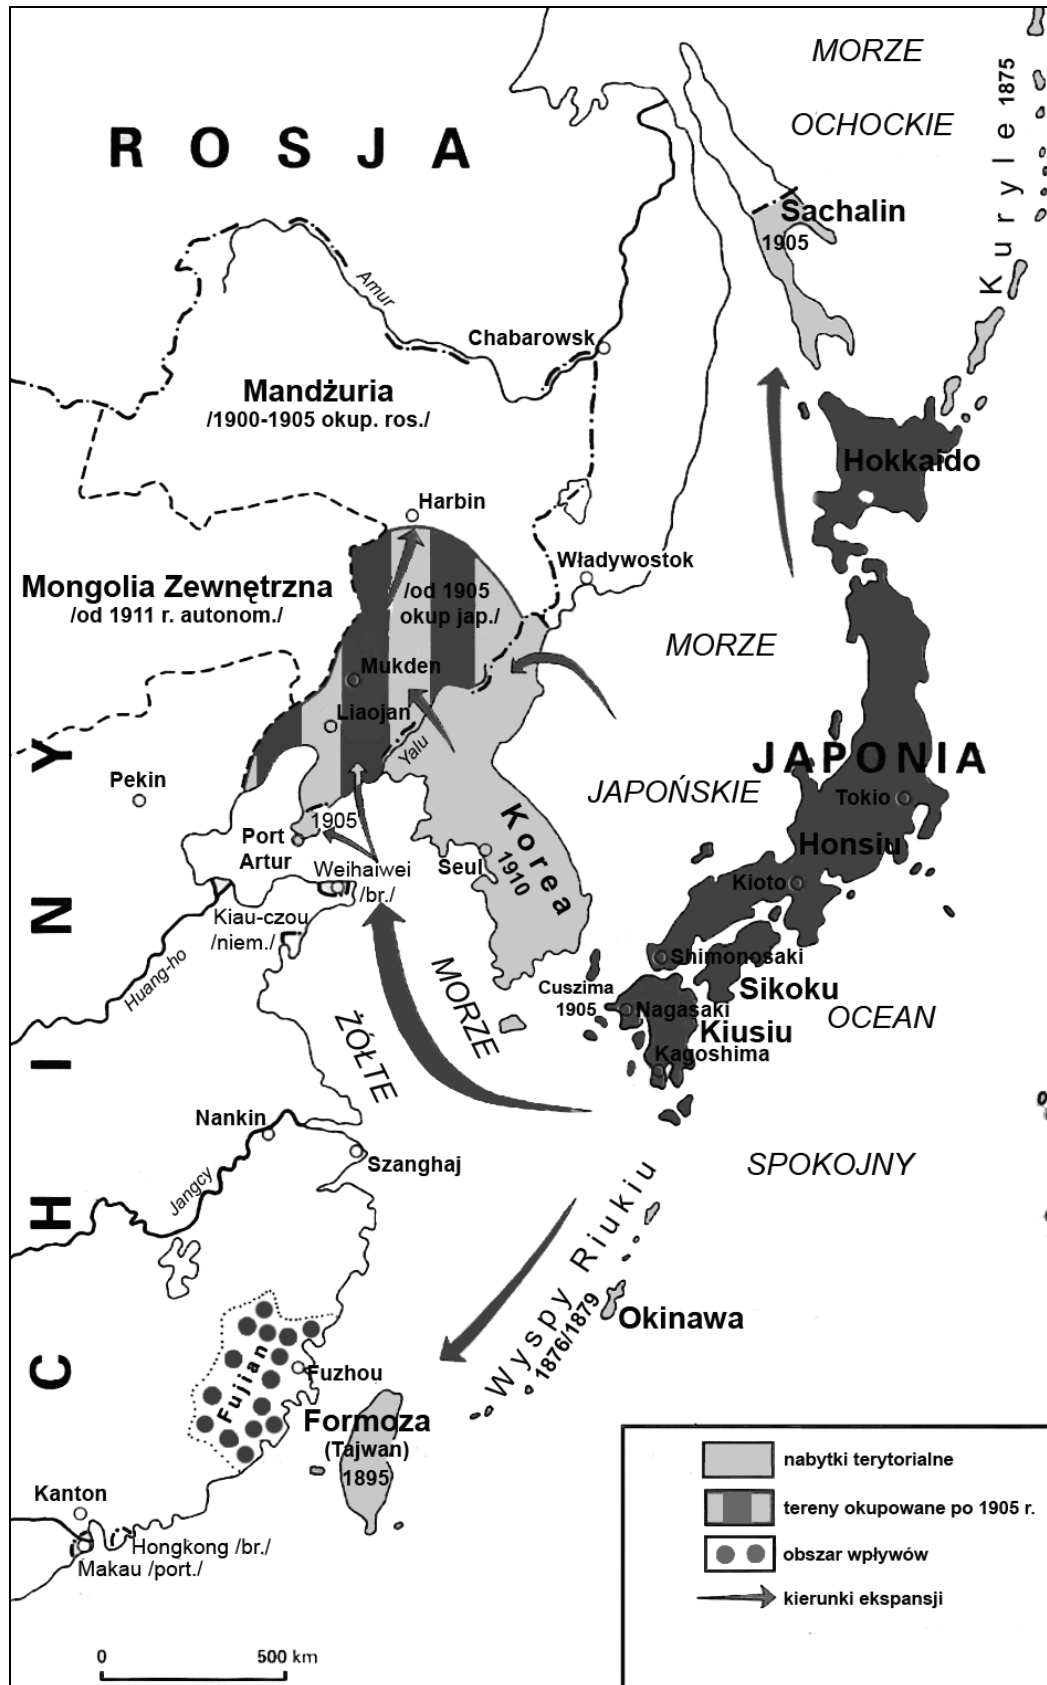 MORZE
OCHOCKIE
Kuryle 1875
ROSJA
Sachalin
1905
Amur
Chabarowsk
Mandżuria
/1900-1905 okup. ros./
Hokkaido
Harbin
Władywostok
Mongolia Zewnętrzna
/od 1911 r. autonom./
/od 1905
okup jap./
MORZE
JAPOŃSKIE
Mukden
Liaojan
Yalu
JAPONIA
Tokio
Honsiu
Kioto
Pekin
1905
Port
Artur
Weihaiwei
/br./
Seul
Korea
1910
Kiau-czou
/niem./
Huang-ho
MORZE
ŻÓŁTE
Cuszima
1905
Shimonosaki
Sikoku
Nagasaki
Kiusiu
Kagoshima
OCEAN
SPOKOJNY
CHINY
Nankin
Szanghaj
Jangcy
Wyspy Riukiu
1876/1879
Okinawa
Fujian
Fuzhou
Formoza
(Tajwan)
1895
Kanton
Hongkong /br./
Makau /port./
nabytki terytorialne
tereny okupowane po 1905 r.
obszar wpływów
kierunki ekspansji
0 500 km